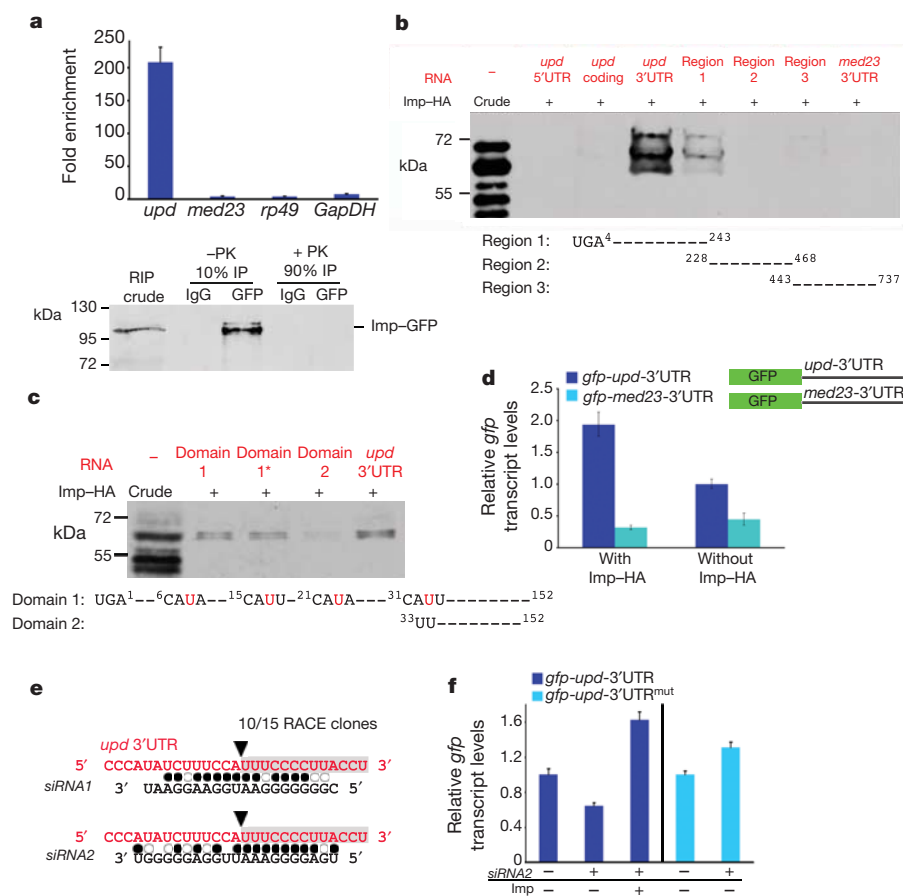 a
Fold enrichment
250
200
150
100
50
0
upd med23 rp49 GapDH
–PK + PK
10% IP 90% IP
RIP crude IgG GFP IgG GFP
kDa
130
95
72
Imp–GFP
b
RNA – upd 5′UTR upd coding upd 3′UTR Region 1 Region 2 Region 3 med23 3′UTR
Imp–HA Crude + + + + + + +
kDa
72
55
Region 1: UGA4 – – – – – – – – – – 243
Region 2: 228 – – – – – – – – – 468
Region 3: 443 – – – – – – – – – 737
c
RNA – Domain 1 Domain 1* Domain 2 upd 3′UTR
Imp–HA Crude + + + +
kDa
72
55
Domain 1: UGA1––6CAUA–––15CAUU––21CAUA–––31CAUU–––––––––152
Domain 2: 33UU–––––––––152
d
gfp-upd-3′UTR
gfp-med23-3′UTR
GFP upd-3′UTR
GFP med23-3′UTR
Relative gfp transcript levels
2.5
2.0
1.5
1.0
0.5
0
With Imp–HA
Without Imp–HA
e
10/15 RACE clones
upd 3′UTR
5′ CCCAUAUCUUUCCAUUUCCCCUUACCU 3′
siRNA1 3′ UAAGGAAGGUAAGGGGGGGC 5′
5′ CCCAUAUCUUUCCAUUUCCCCUUACCU 3′
siRNA2 3′ UGGGGGAGGUUAAAGGGGAGU 5′
f
gfp-upd-3′UTR
gfp-upd-3′UTRmut
Relative gfp transcript levels
1.6
1.2
0.8
0.4
0
siRNA2 – + + – +
Imp – – + – –